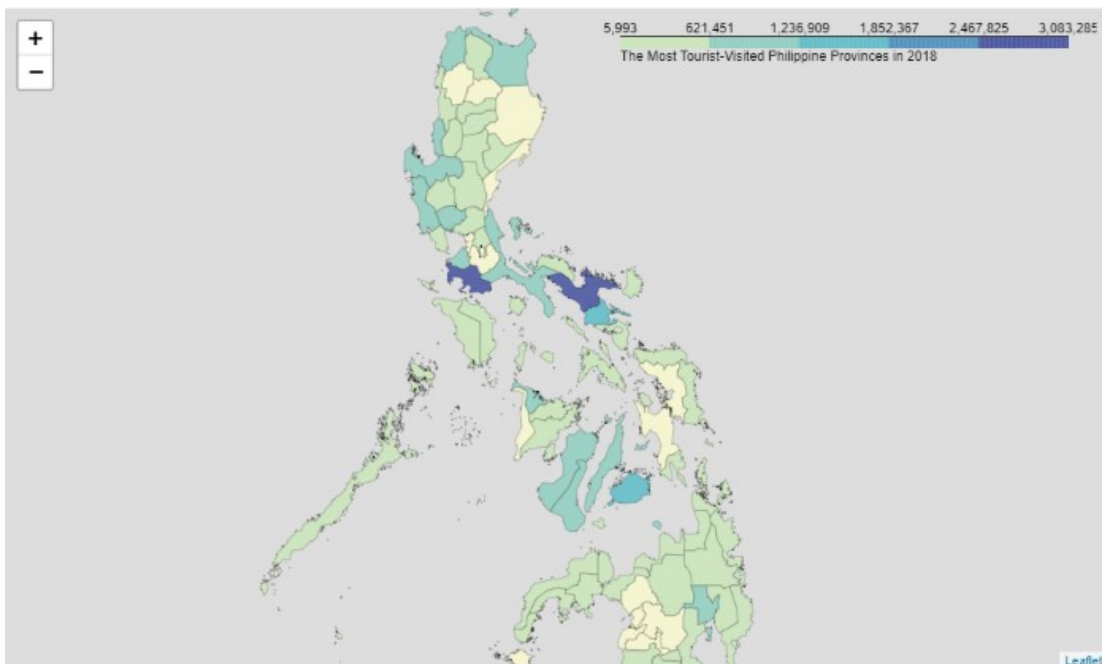 +
−
5,993 621,451 1,236,909 1,852,367 2,467,825 3,083,285
The Most Tourist-Visited Philippine Provinces in 2018
Leaflet